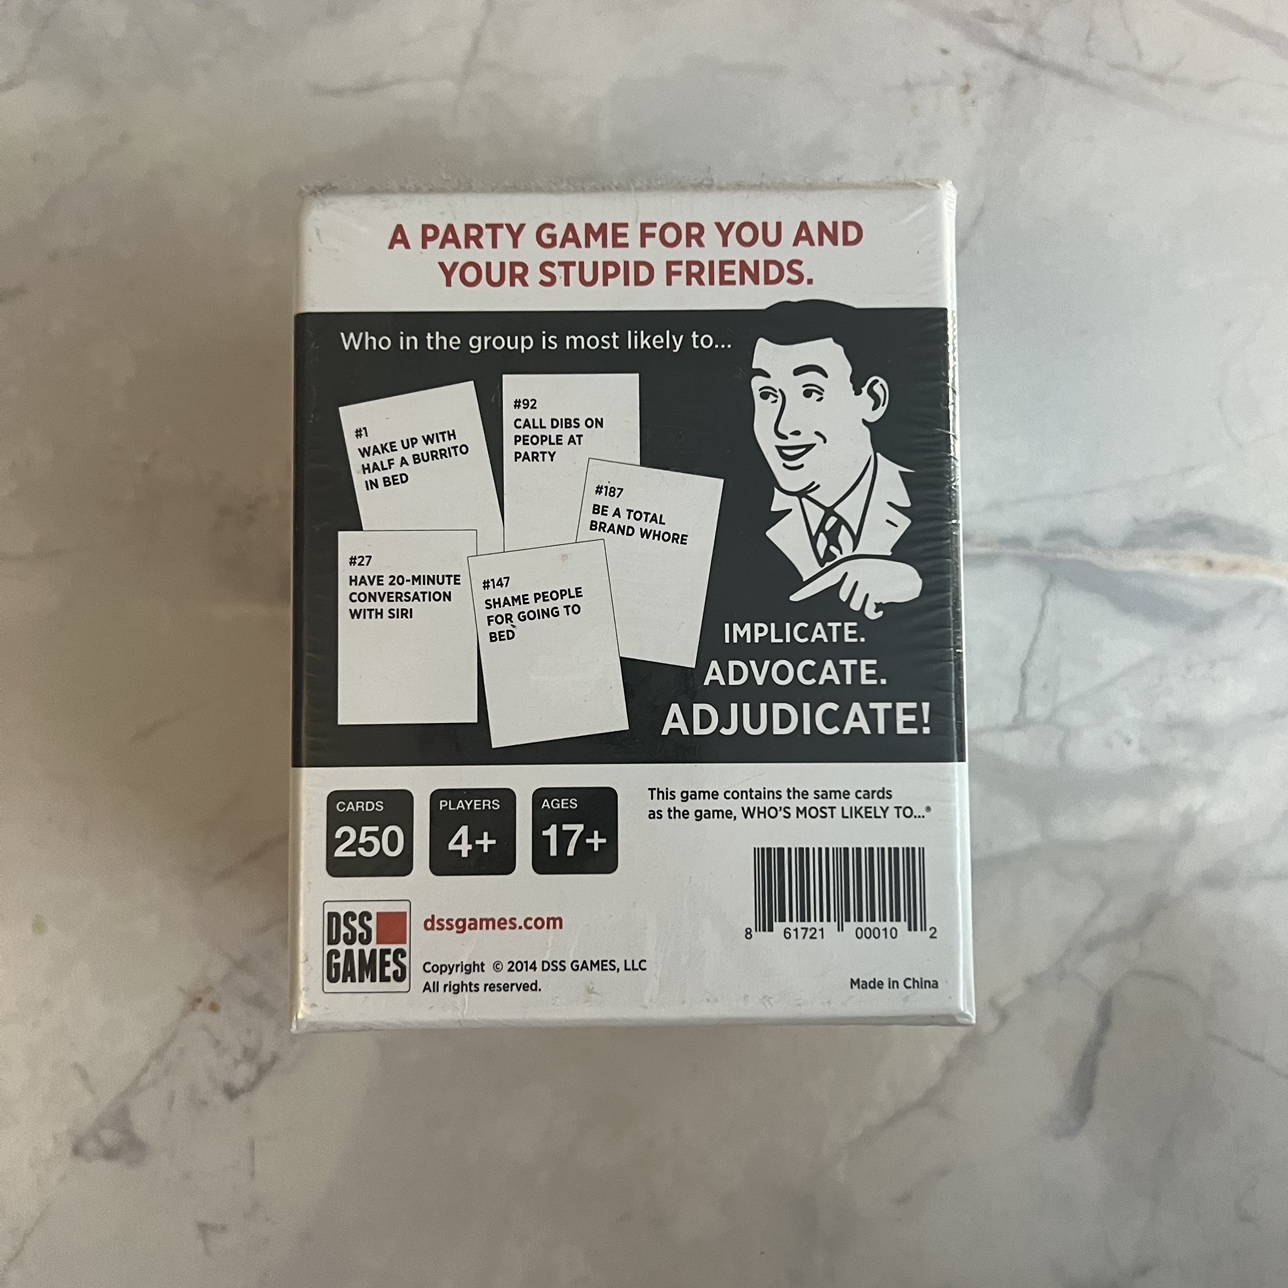 A PARTY GAME FOR YOU AND
YOUR STUPID FRIENDS.
Who in the group is most likely to...
#1
WAKE UP WITH
HALF A BURRITO
IN BED
#92
CALL DIBS ON
PEOPLE AT
PARTY
#187
BE A TOTAL
BRAND WHORE
#27
HAVE 20-MINUTE
CONVERSATION
WITH SIRI
#147
SHAME PEOPLE
FOR GOING TO
BED
IMPLICATE.
ADVOCATE.
ADJUDICATE!
CARDS
250
PLAYERS
4+
AGES
17+
This game contains the same cards
as the game, WHO'S MOST LIKELY TO...®
8 61721 00010 2
DSS
GAMES
dssgames.com
Copyright © 2014 DSS GAMES, LLC
All rights reserved.
Made in China